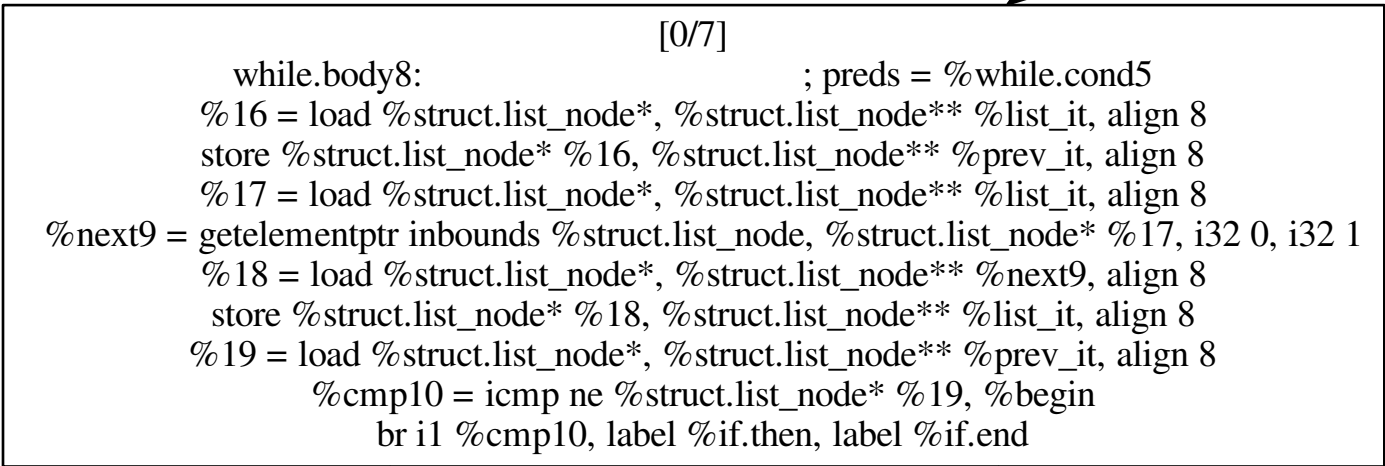 [0/7]
while.body8: ; preds = %while.cond5
%16 = load %struct.list_node*, %struct.list_node** %list_it, align 8
store %struct.list_node* %16, %struct.list_node** %prev_it, align 8
%17 = load %struct.list_node*, %struct.list_node** %list_it, align 8
%next9 = getelementptr inbounds %struct.list_node, %struct.list_node* %17, i32 0, i32 1
%18 = load %struct.list_node*, %struct.list_node** %next9, align 8
store %struct.list_node* %18, %struct.list_node** %list_it, align 8
%19 = load %struct.list_node*, %struct.list_node** %prev_it, align 8
%cmp10 = icmp ne %struct.list_node* %19, %begin
br i1 %cmp10, label %if.then, label %if.end